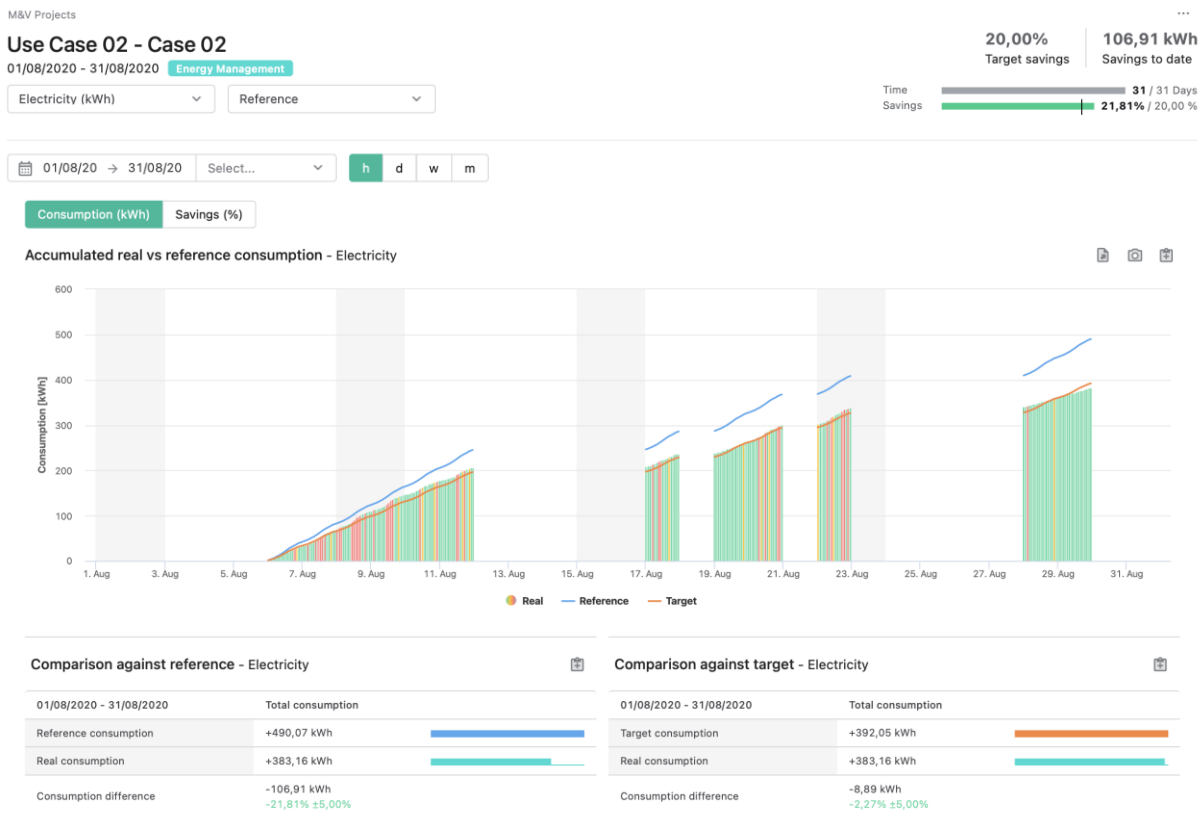 M&V Projects
...
Use Case 02 - Case 02
01/08/2020 - 31/08/2020 Energy Management
Electricity (kWh) Reference
20,00% 106,91 kWh
Target savings Savings to date
Time 31 / 31 Days
Savings 21,81% / 20,00 %
01/08/20 → 31/08/20 Select... h d w m
Consumption (kWh) Savings (%)
Accumulated real vs reference consumption - Electricity
Consumption [kWh]
600
500
400
300
200
100
0
1. Aug 3. Aug 5. Aug 7. Aug 9. Aug 11. Aug 13. Aug 15. Aug 17. Aug 19. Aug 21. Aug 23. Aug 25. Aug 27. Aug 29. Aug 31. Aug
Real Reference Target
Comparison against reference - Electricity
01/08/2020 - 31/08/2020 Total consumption
Reference consumption +490,07 kWh
Real consumption +383,16 kWh
Consumption difference -106,91 kWh
-21,81% ±5,00%
Comparison against target - Electricity
01/08/2020 - 31/08/2020 Total consumption
Target consumption +392,05 kWh
Real consumption +383,16 kWh
Consumption difference -8,89 kWh
-2,27% ±5,00%